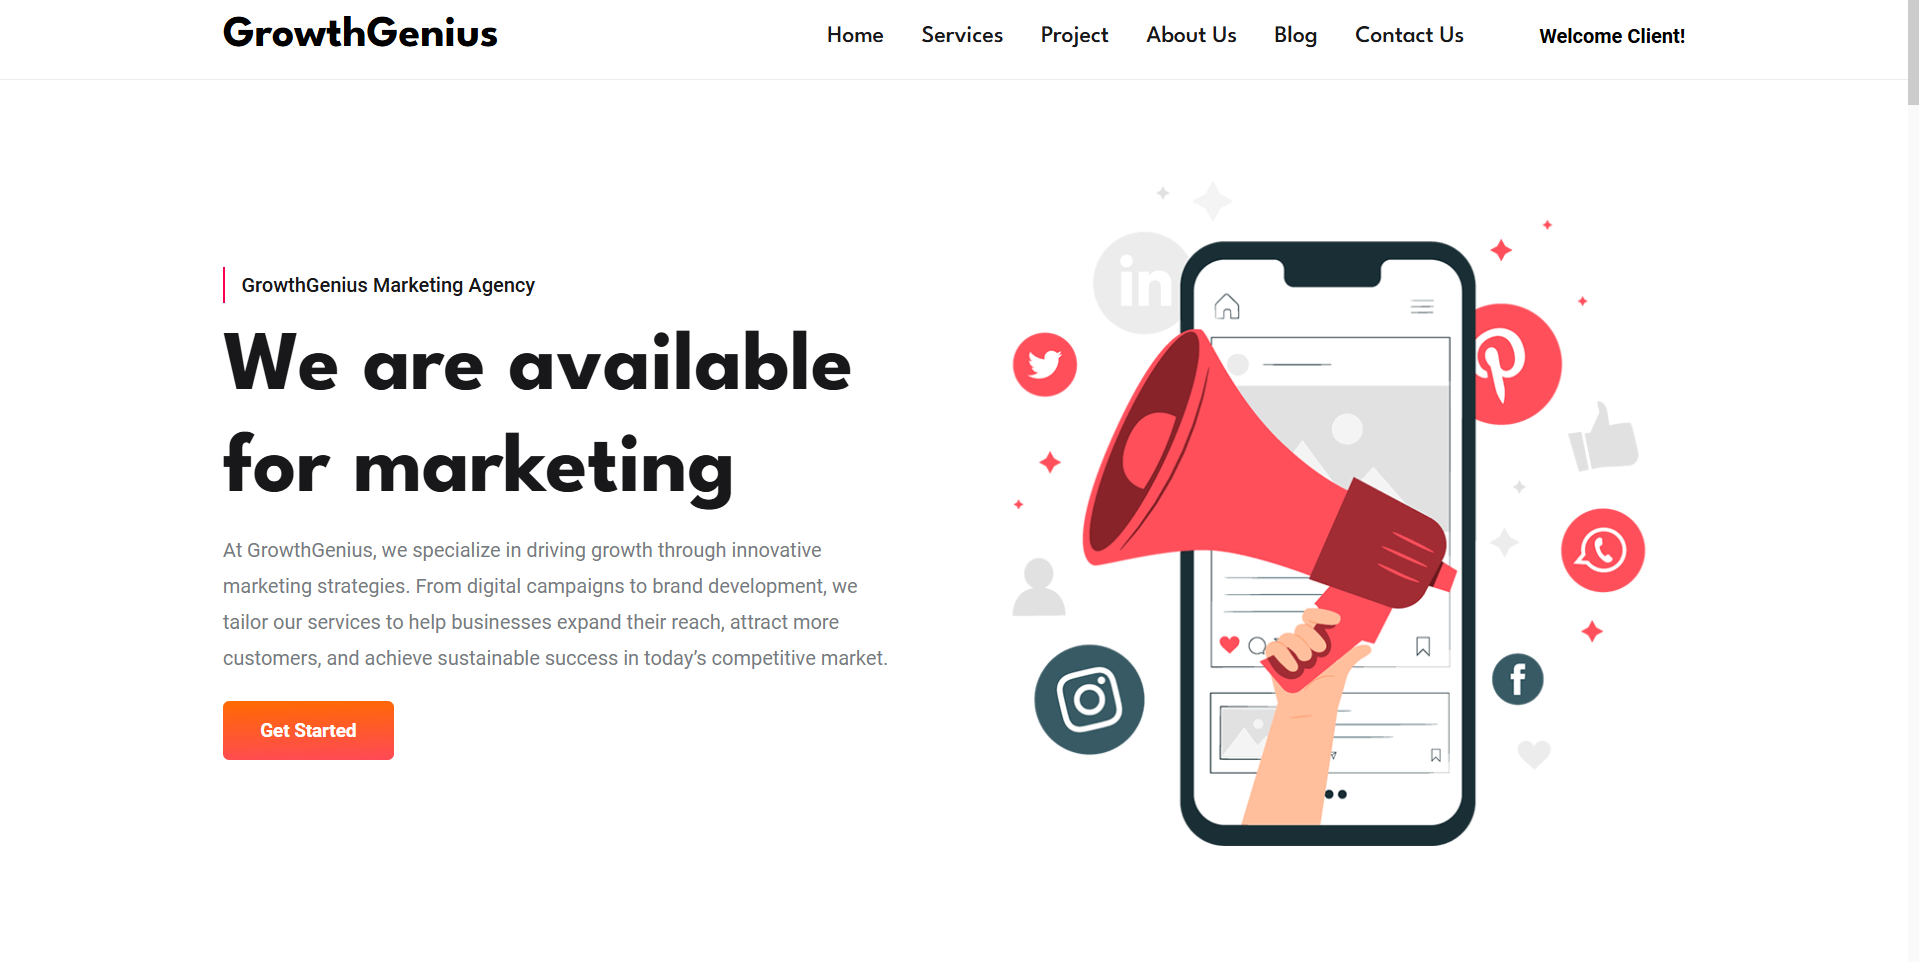 GrowthGenius
Home Services Project About Us Blog Contact Us Welcome Client!
GrowthGenius Marketing Agency
We are available
for marketing
At GrowthGenius, we specialize in driving growth through innovative
marketing strategies. From digital campaigns to brand development, we
tailor our services to help businesses expand their reach, attract more
customers, and achieve sustainable success in today’s competitive market.
Get Started
in
f